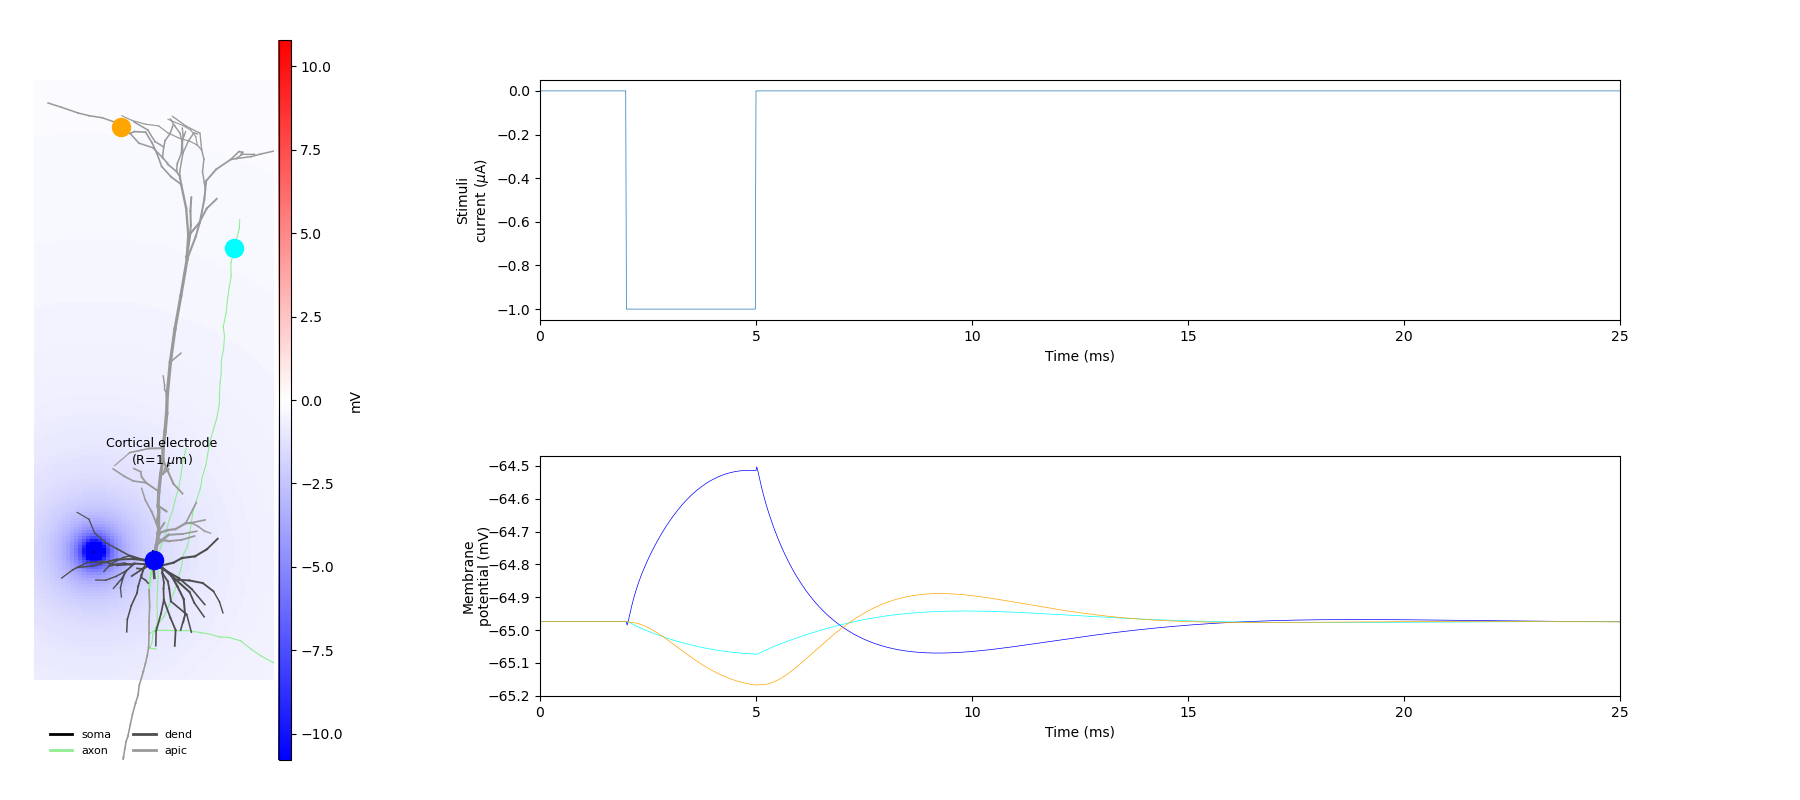 10.0
7.5
5.0
2.5
0.0
−2.5
−5.0
−7.5
−10.0
mV
Cortical electrode
(R=1 μm)
soma
dend
axon
apic
0.0
−0.2
−0.4
−0.6
−0.8
−1.0
Stimuli
current (μA)
0
5
10
15
20
25
Time (ms)
−64.5
−64.6
−64.7
−64.8
−64.9
−65.0
−65.1
−65.2
Membrane
potential (mV)
0
5
10
15
20
25
Time (ms)